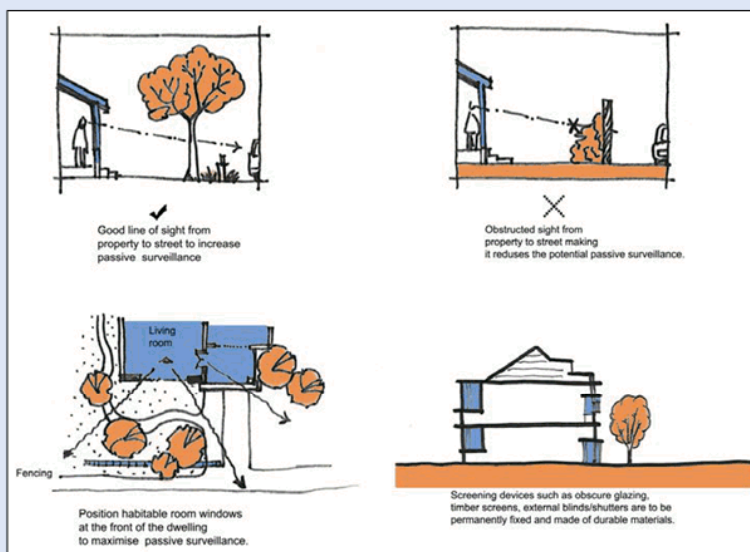 Good line of sight from
property to street to increase
passive surveillance
Obstructed sight from
property to street making
it reduses the potential passive surveillance.
Living
room
Fencing
Position habitable room windows
at the front of the dwelling
to maximise passive surveillance.
Screening devices such as obscure glazing,
timber screens, external blinds/shutters are to be
permanently fixed and made of durable materials.